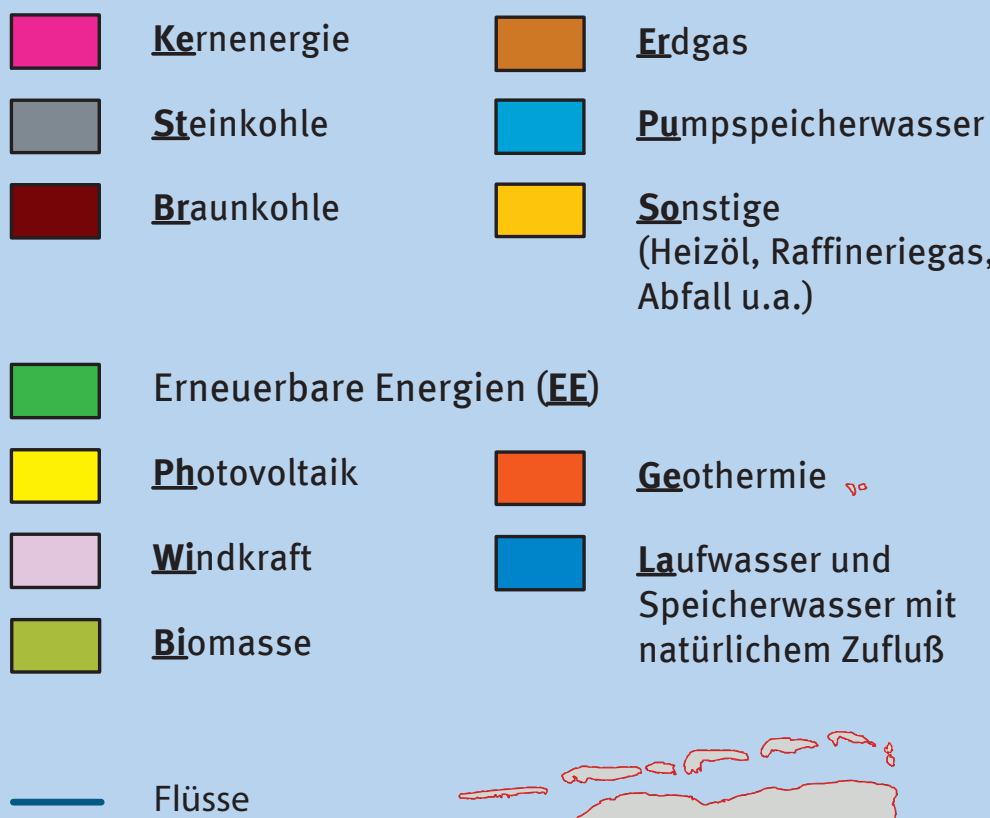 Kernenergie
Steinkohle
Braunkohle
Erdgas
Pumpspeicherwasser
Sonstige
(Heizöl, Raffineriegas,
Abfall u.a.)
Erneuerbare Energien (EE)
Photovoltaik
Windkraft
Biomasse
Geothermie
Laufwasser und
Speicherwasser mit
natürlichem Zufluß
Flüsse